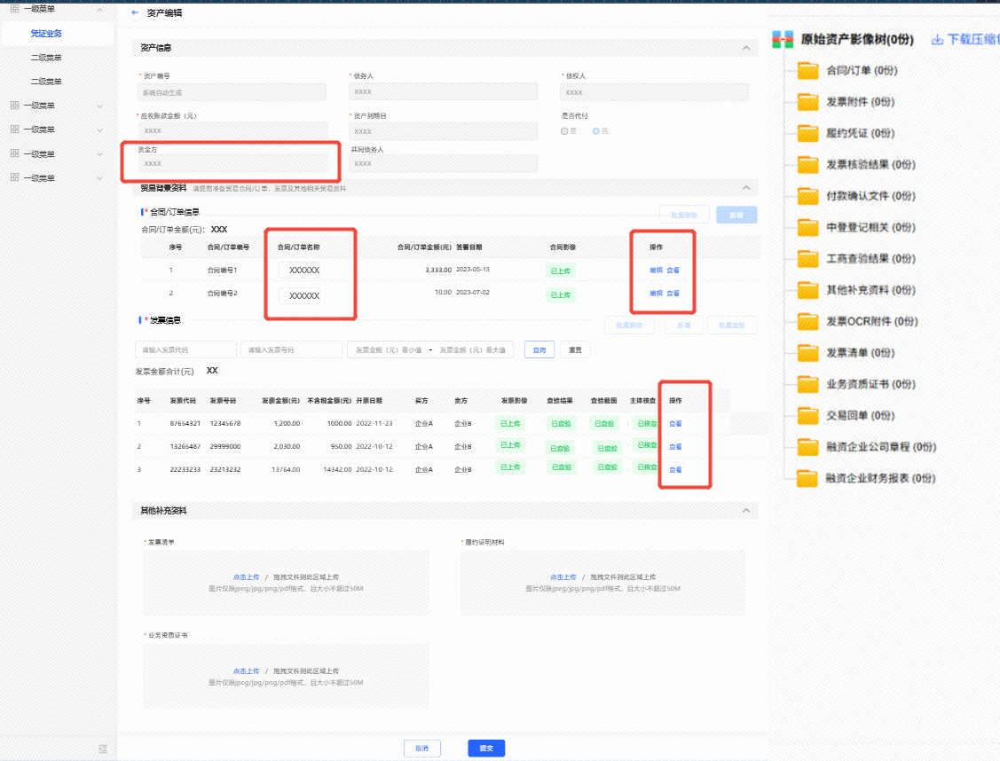 一级菜单
凭证业务
二级菜单
二级菜单
一级菜单
一级菜单
一级菜单
一级菜单
← 资产编辑
资产信息
* 资产编号 * 债务人 * 债权人
系统自动生成 XXXX XXXX
* 应收账款金额（元） * 资产到期日 是否代付
XXXX XXXX 是 否
资金方 共同债务人
XXXX XXXX
贸易背景资料 请提前准备贸易合同/订单、发票及其他相关贸易资料
* 合同/订单信息 批量删除 新增
合同/订单金额(元): XXX
序号 合同/订单编号 合同/订单名称 合同/订单金额(元) 签署日期 合同影像 操作
1 合同编号1 XXXXXX 3,333.00 2023-05-13 已上传 编辑 查看
2 合同编号2 XXXXXX 10.00 2023-07-02 已上传 编辑 查看
* 发票信息 批量删除 新增 批量查验
请输入发票代码 请输入发票号码 发票金额（元）最小值 - 发票金额（元）最大值 查询 重置
发票金额合计(元) XX
序号 发票代码 发票号码 发票金额(元) 不含税金额(元) 开票日期 买方 卖方 发票影像 查验结果 查验截图 主体核查 操作
1 87654321 12345678 1,200.00 1000.00 2022-11-23 企业A 企业B 已上传 已查验 已查验 已核查 查看
2 13265487 29999000 2,030.00 950.00 2022-10-12 企业A 企业B 已上传 已查验 已查验 已核查 查看
3 22233233 23213232 13764.00 14342.00 2022-10-12 企业A 企业B 已上传 已查验 已查验 已核查 查看
其他补充资料
* 发票清单 * 履约证明材料
点击上传 / 拖拽文件到此区域上传 点击上传 / 拖拽文件到此区域上传
图片仅限jpeg/jpg/png/pdf格式，且大小不超过50M 图片仅限jpeg/jpg/png/pdf格式，且大小不超过50M
* 业务资质证书
点击上传 / 拖拽文件到此区域上传
图片仅限jpeg/jpg/png/pdf格式，且大小不超过50M
取消 提交
原始资产影像树(0份) 下载压缩
合同/订单 (0份)
发票附件 (0份)
履约凭证 (0份)
发票核验结果 (0份)
付款确认文件 (0份)
中登登记相关 (0份)
工商查验结果 (0份)
其他补充资料 (0份)
发票OCR附件 (0份)
发票清单 (0份)
业务资质证书 (0份)
交易回单 (0份)
融资企业公司章程 (0份)
融资企业财务报表 (0份)